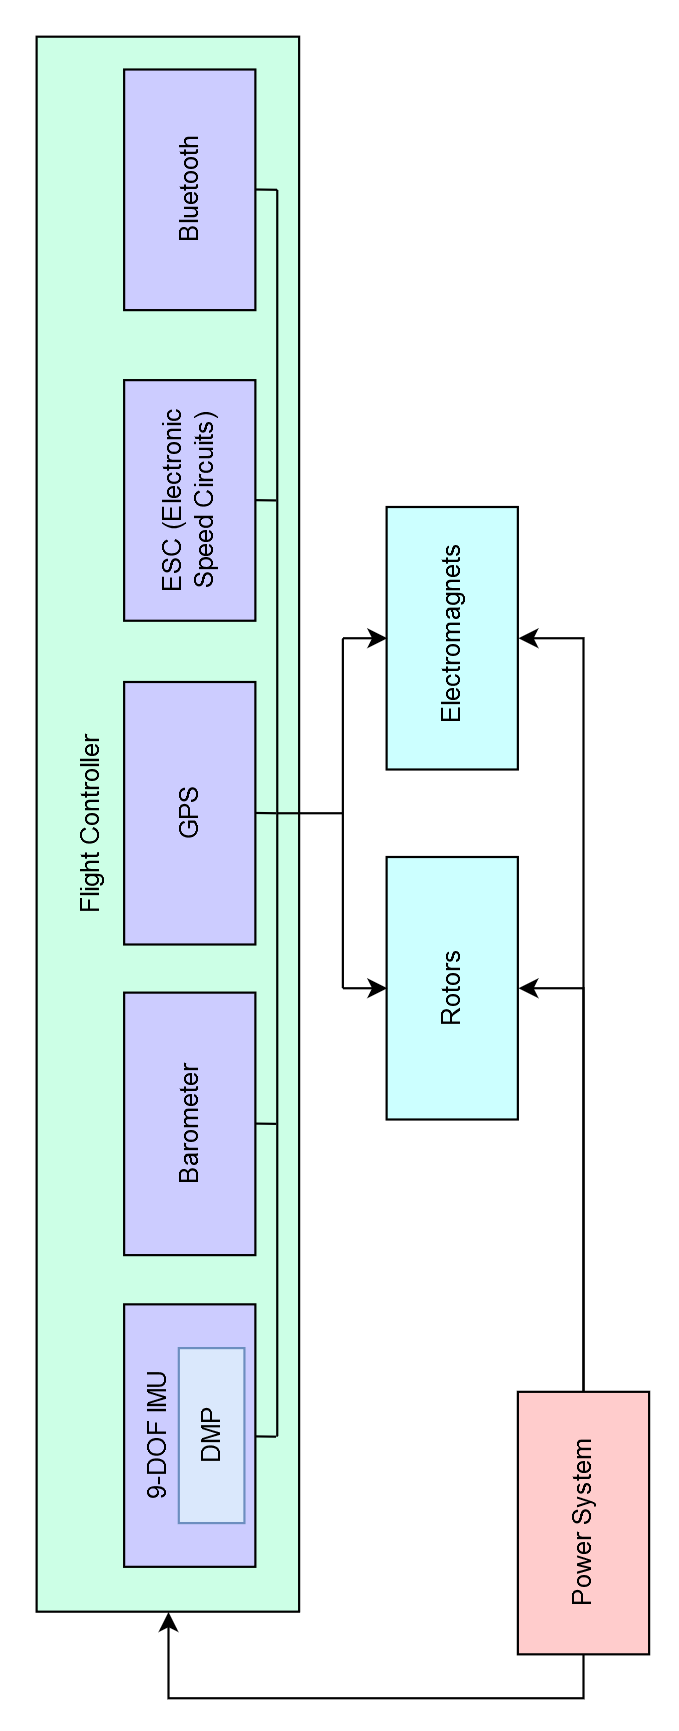 Flight Controller
9-DOF IMU
DMP
Barometer
GPS
ESC (Electronic
Speed Circuits)
Bluetooth
Rotors
Electromagnets
Power System